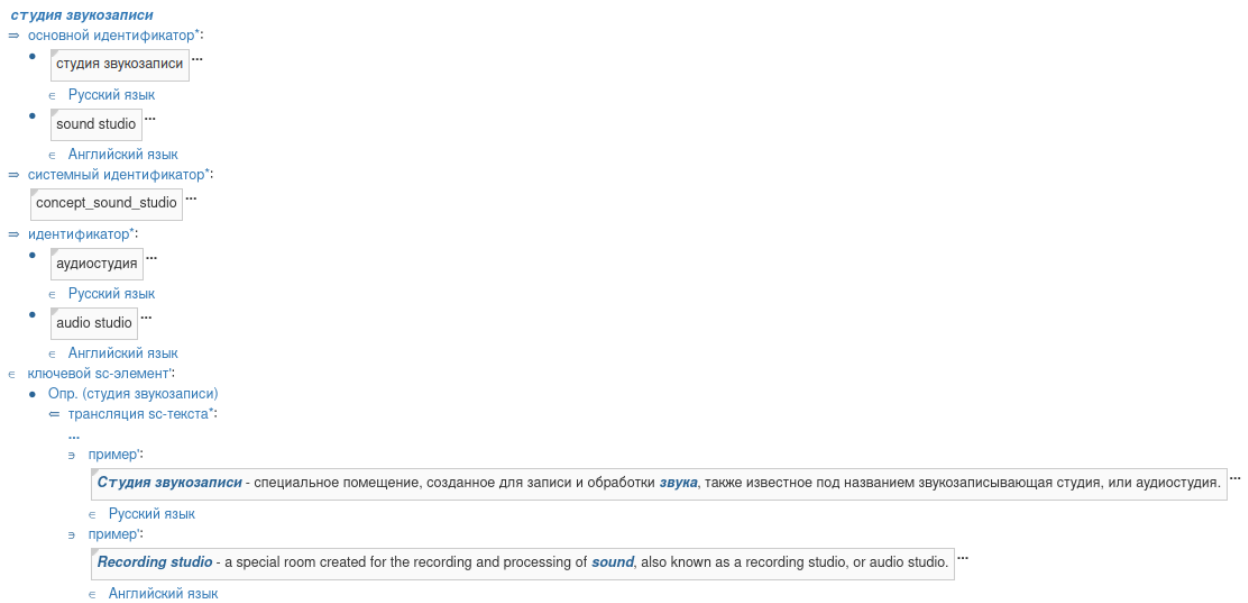 студия звукозаписи
⇒ основной идентификатор*:
• студия звукозаписи ...
∈ Русский язык
• sound studio ...
∈ Английский язык
⇒ системный идентификатор*:
concept_sound_studio ...
⇒ идентификатор*:
• аудиостудия ...
∈ Русский язык
• audio studio ...
∈ Английский язык
∈ ключевой sc-элемент':
• Опр. (студия звукозаписи)
⇐ трансляция sc-текста*:
...
∋ пример':
Студия звукозаписи - специальное помещение, созданное для записи и обработки звука, также известное под названием звукозаписывающая студия, или аудиостудия. ...
∈ Русский язык
∋ пример':
Recording studio - a special room created for the recording and processing of sound, also known as a recording studio, or audio studio. ...
∈ Английский язык